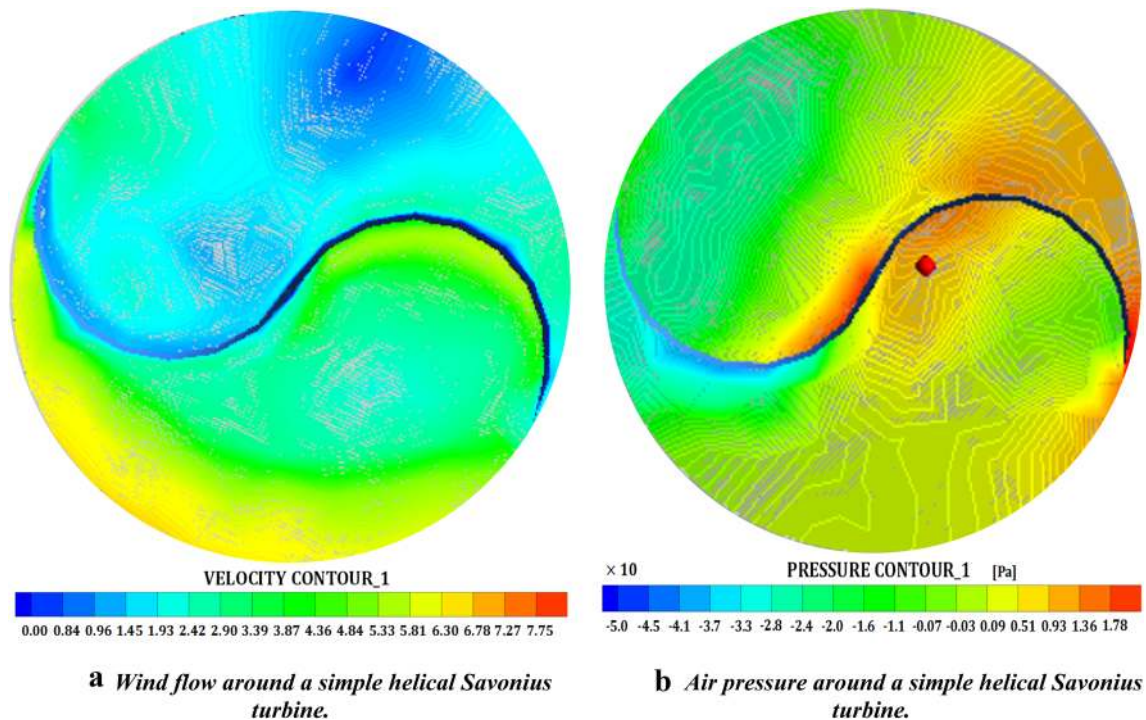 VELOCITY CONTOUR_1
0.00 0.84 0.96 1.45 1.93 2.42 2.90 3.39 3.87 4.36 4.84 5.33 5.81 6.30 6.78 7.27 7.75
a Wind flow around a simple helical Savonius
turbine.
× 10 PRESSURE CONTOUR_1 [Pa]
-5.0 -4.5 -4.1 -3.7 -3.3 -2.8 -2.4 -2.0 -1.6 -1.1 -0.07 -0.03 0.09 0.51 0.93 1.36 1.78
b Air pressure around a simple helical Savonius
turbine.